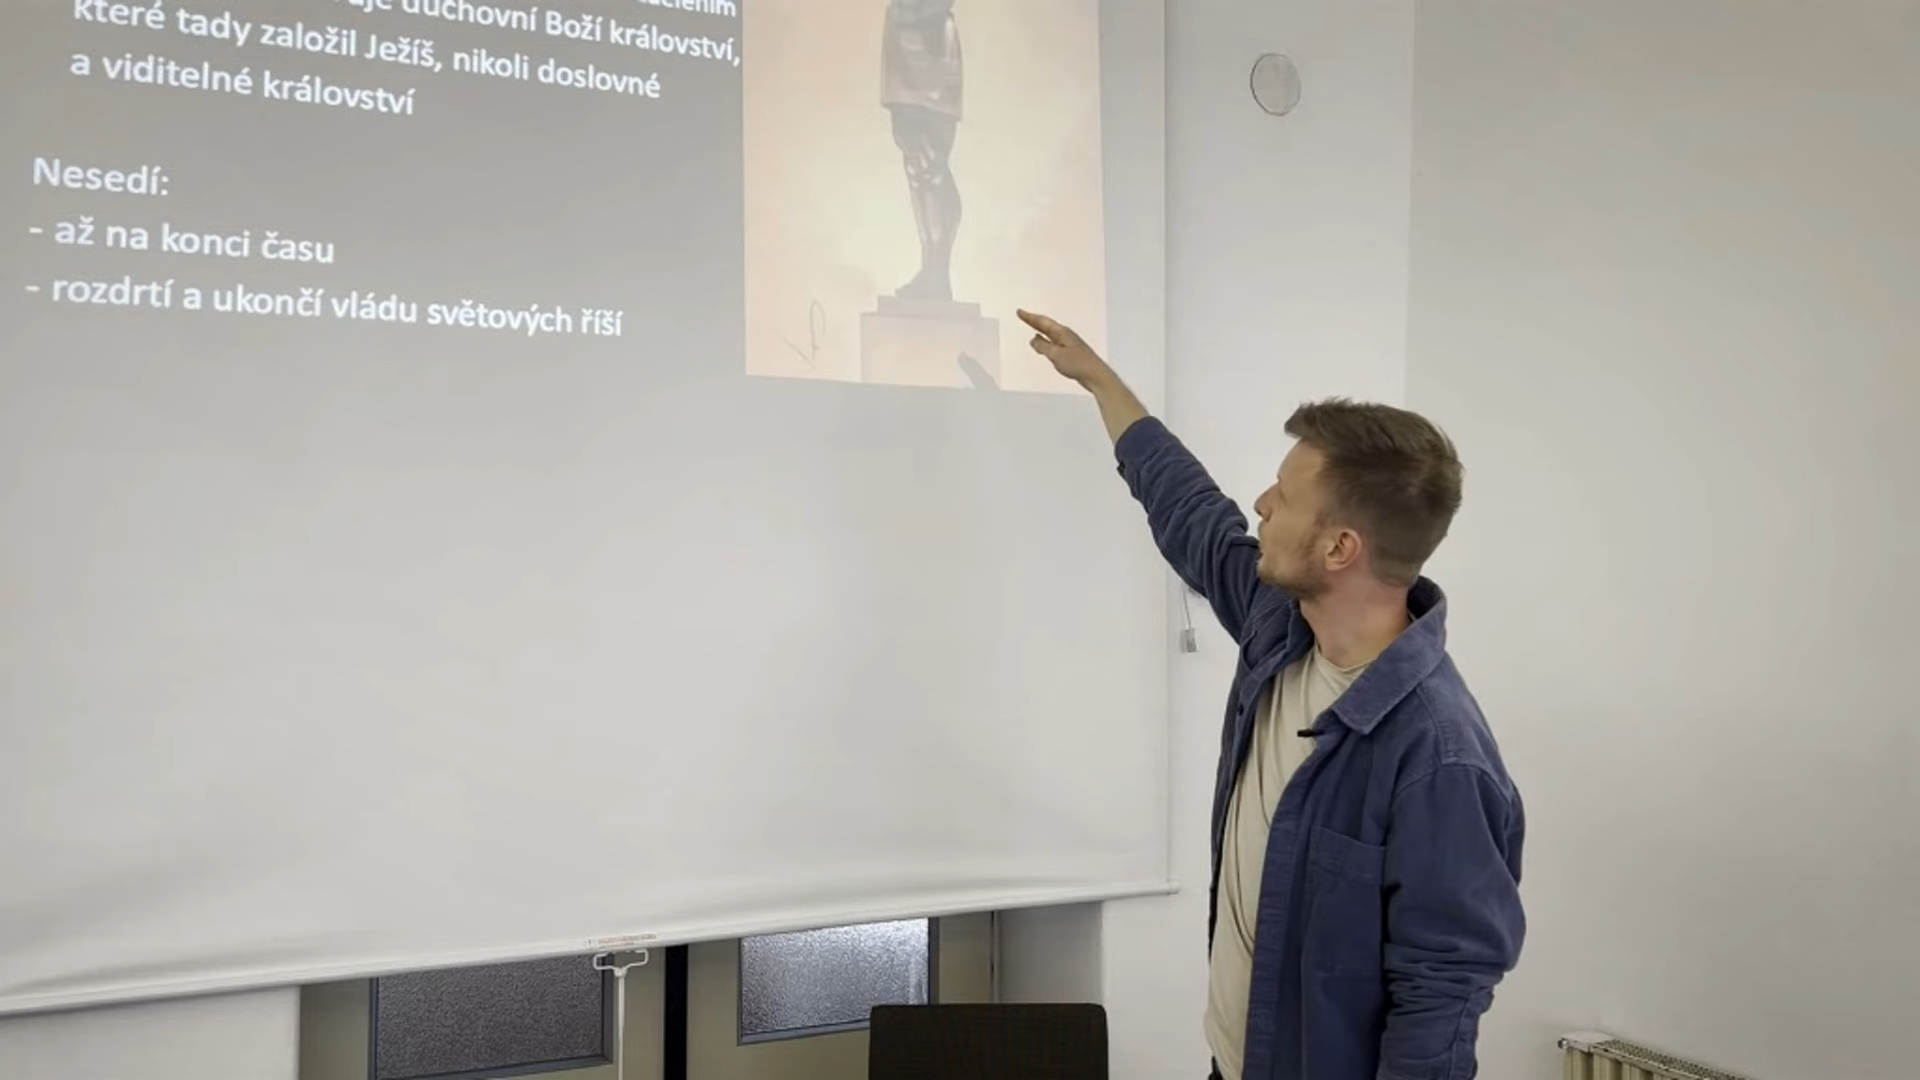 duchovní Boží království,
které tady založil Ježíš, nikoli doslovné
a viditelné království
Nesedí:
- až na konci času
- rozdrtí a ukončí vládu světových říší